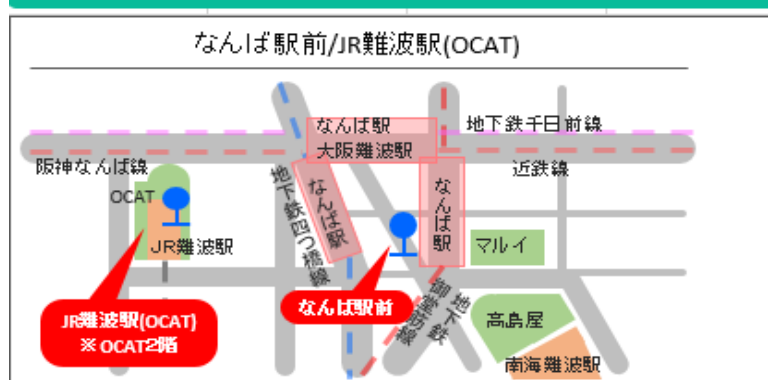 なんば駅前/JR難波駅(OCAT)
なんば駅
大阪難波駅
地下鉄千日前線
阪神なんば線
近鉄線
OCAT
JR難波駅
地下鉄四つ橋線
なんば駅
なんば駅
マルイ
なんば駅前
地下鉄
御堂筋線
JR難波駅(OCAT)
※OCAT2階
高島屋
南海難波駅